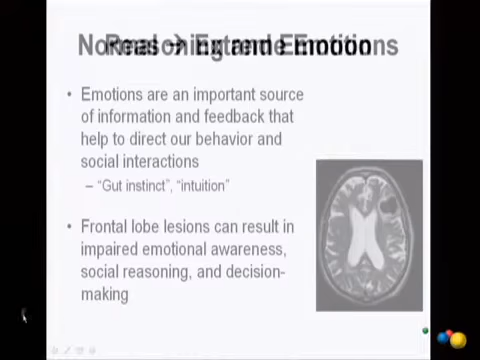 • Emotions are an important source
of information and feedback that
help to direct our behavior and
social interactions
– “Gut instinct”, “intuition”
• Frontal lobe lesions can result in
impaired emotional awareness,
social reasoning, and decision-
making